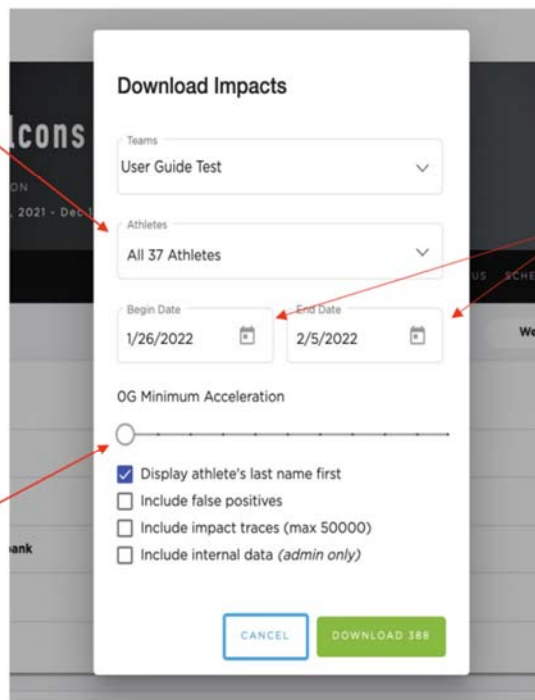 Download Impacts
lcons
Teams
User Guide Test
ON
, 2021 - Dec 1
Athletes
All 37 Athletes
US SCHE
Begin Date
End Date
1/26/2022
2/5/2022
We
0G Minimum Acceleration
Display athlete's last name first
Include false positives
Include impact traces (max 50000)
ank
Include internal data (admin only)
CANCEL
DOWNLOAD 388